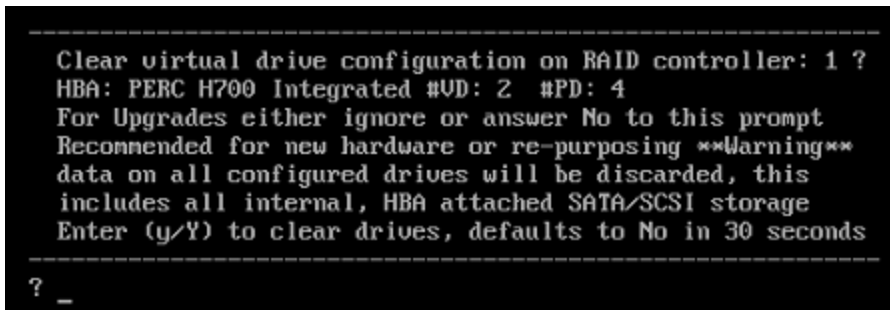 ------------------------------------------------------------
Clear virtual drive configuration on RAID controller: 1 ?
HBA: PERC H700 Integrated #VD: 2  #PD: 4
For Upgrades either ignore or answer No to this prompt
Recommended for new hardware or re-purposing **Warning**
data on all configured drives will be discarded, this
includes all internal, HBA attached SATA/SCSI storage
Enter (y/Y) to clear drives, defaults to No in 30 seconds
------------------------------------------------------------
? _